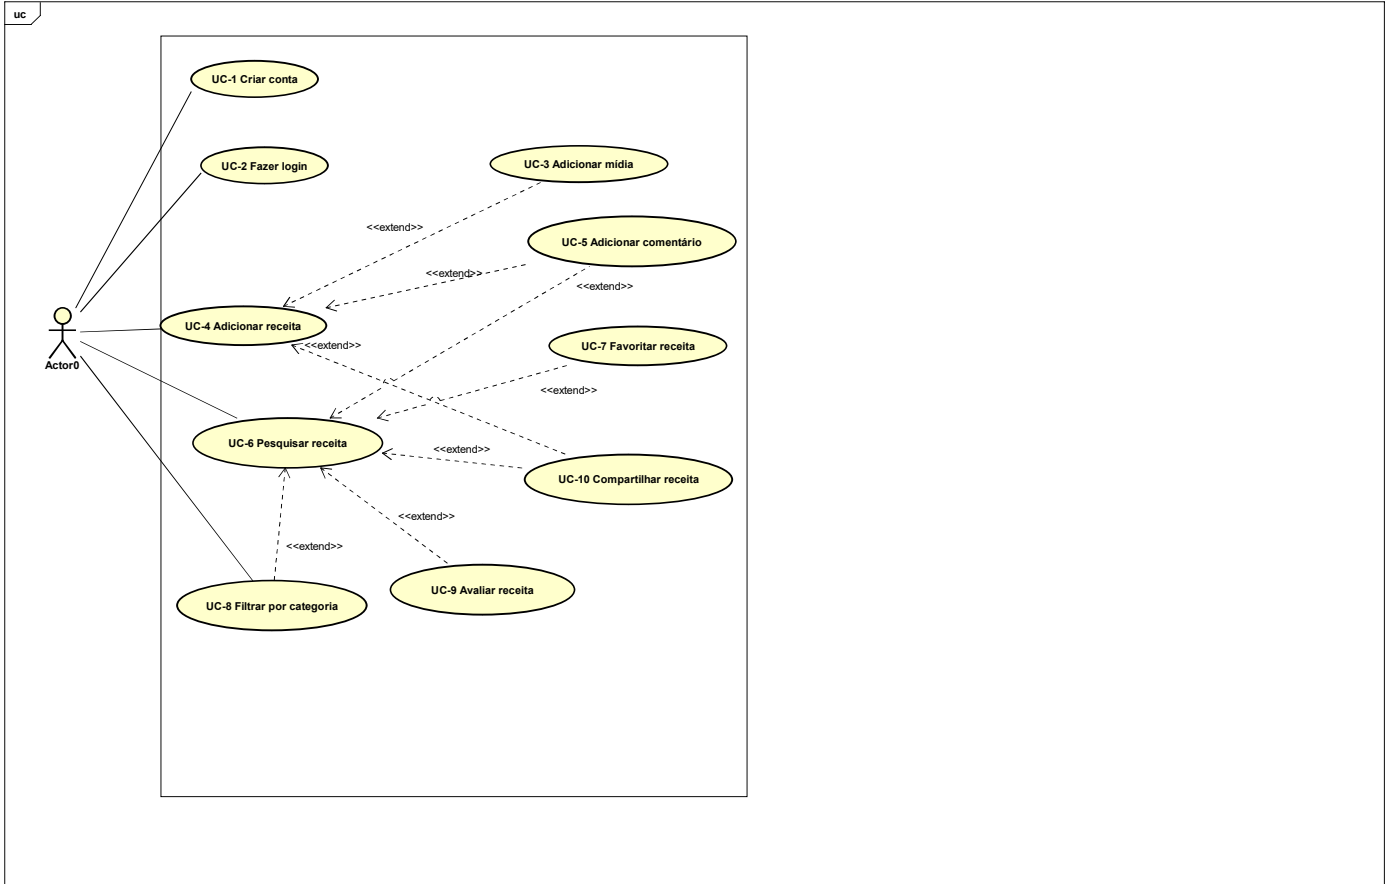 uc
UC-1 Criar conta
UC-2 Fazer login
UC-3 Adicionar mídia
<<extend>>
UC-5 Adicionar comentário
<<extend>>
<<extend>>
Actor0
UC-4 Adicionar receita
<<extend>>
UC-7 Favoritar receita
<<extend>>
UC-6 Pesquisar receita
<<extend>>
UC-10 Compartilhar receita
<<extend>>
<<extend>>
UC-8 Filtrar por categoria
UC-9 Avaliar receita